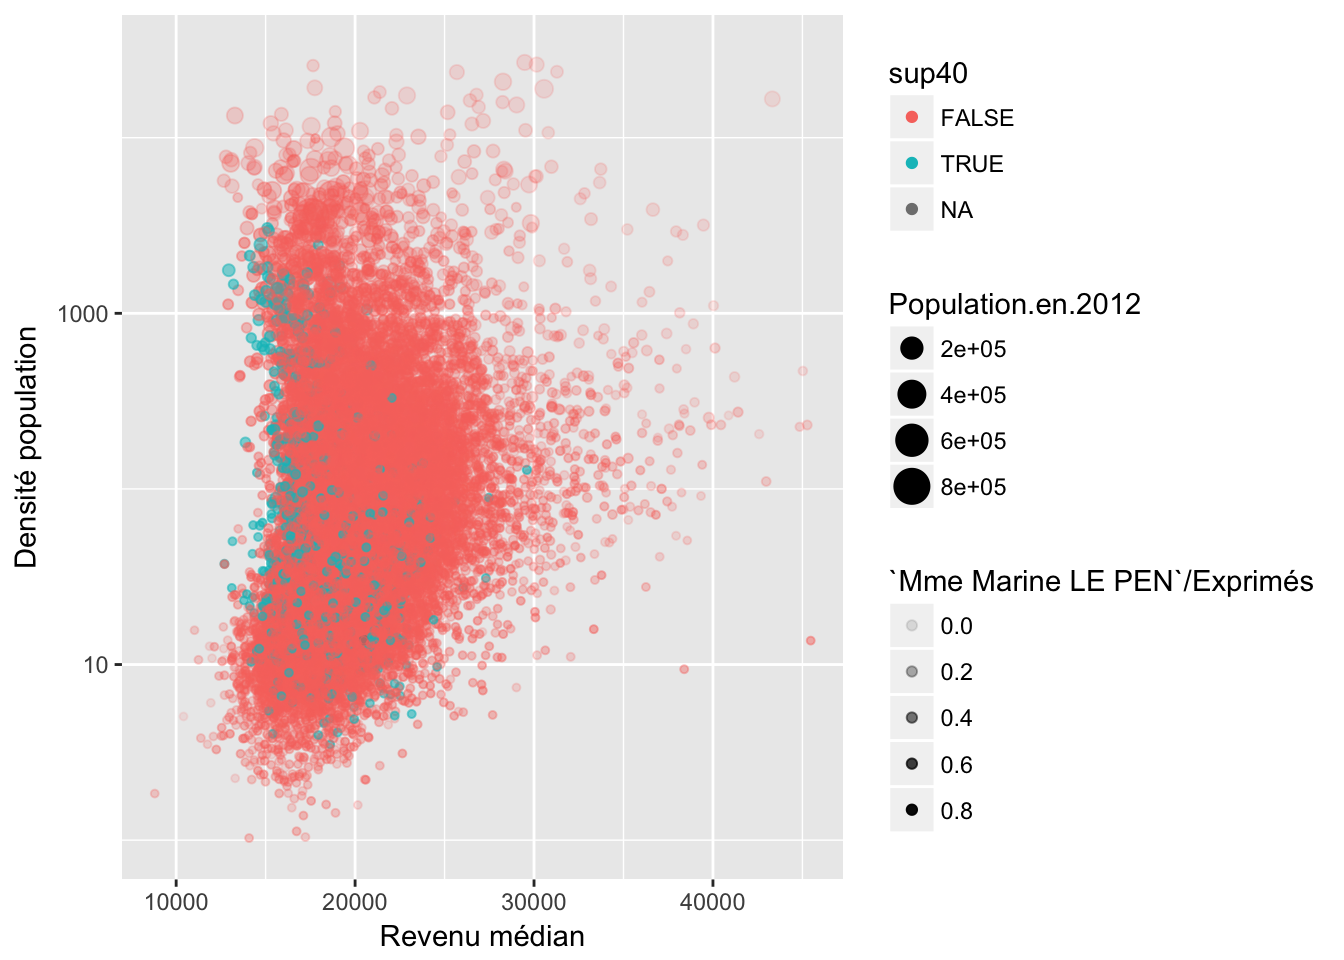 1000
10
Densité population
10000
20000
30000
40000
Revenu médian
sup40
FALSE
TRUE
NA
Population.en.2012
2e+05
4e+05
6e+05
8e+05
`Mme Marine LE PEN`/Exprimés
0.0
0.2
0.4
0.6
0.8